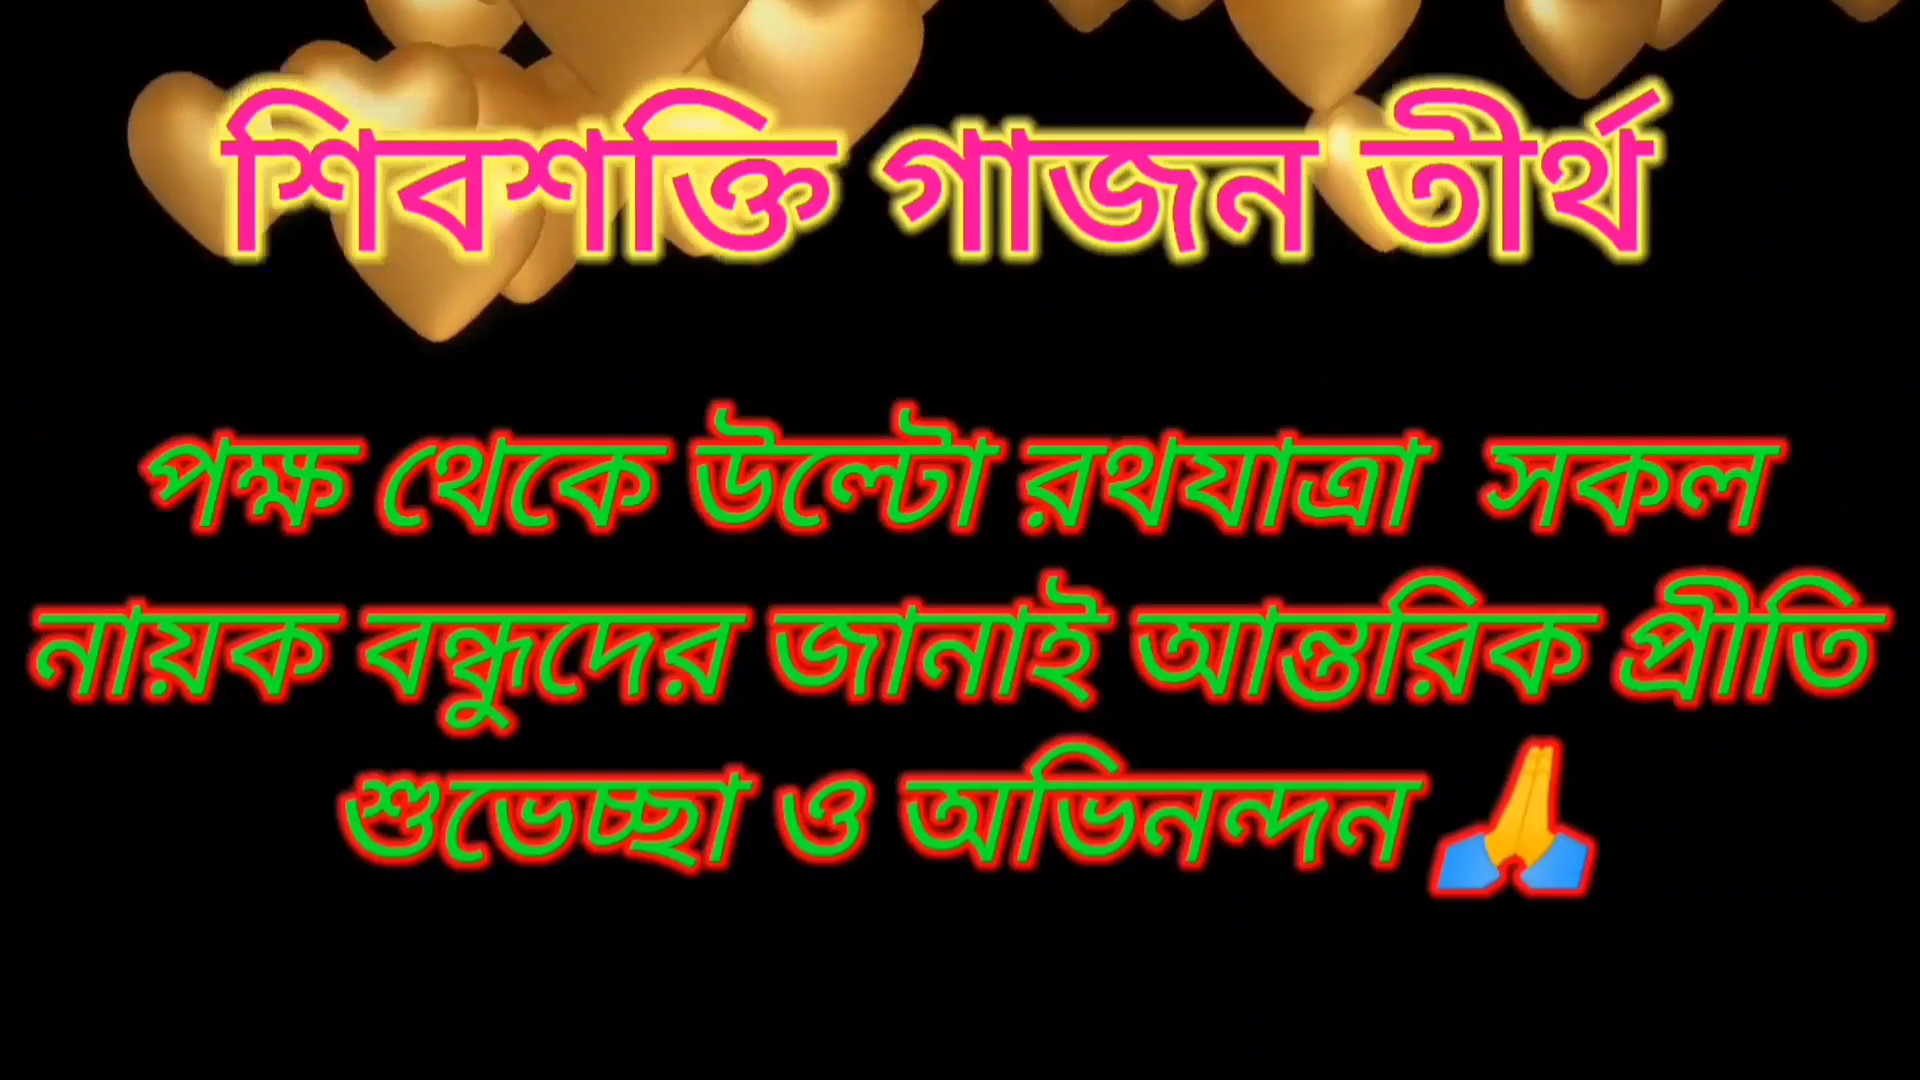 শিবশক্তি গাজন তীর্থ
পক্ষ থেকে উল্টো রথযাত্রা সকল
নায়ক বন্ধুদের জানাই আন্তরিক প্রীতি
শুভেচ্ছা ও অভিনন্দন 🙏